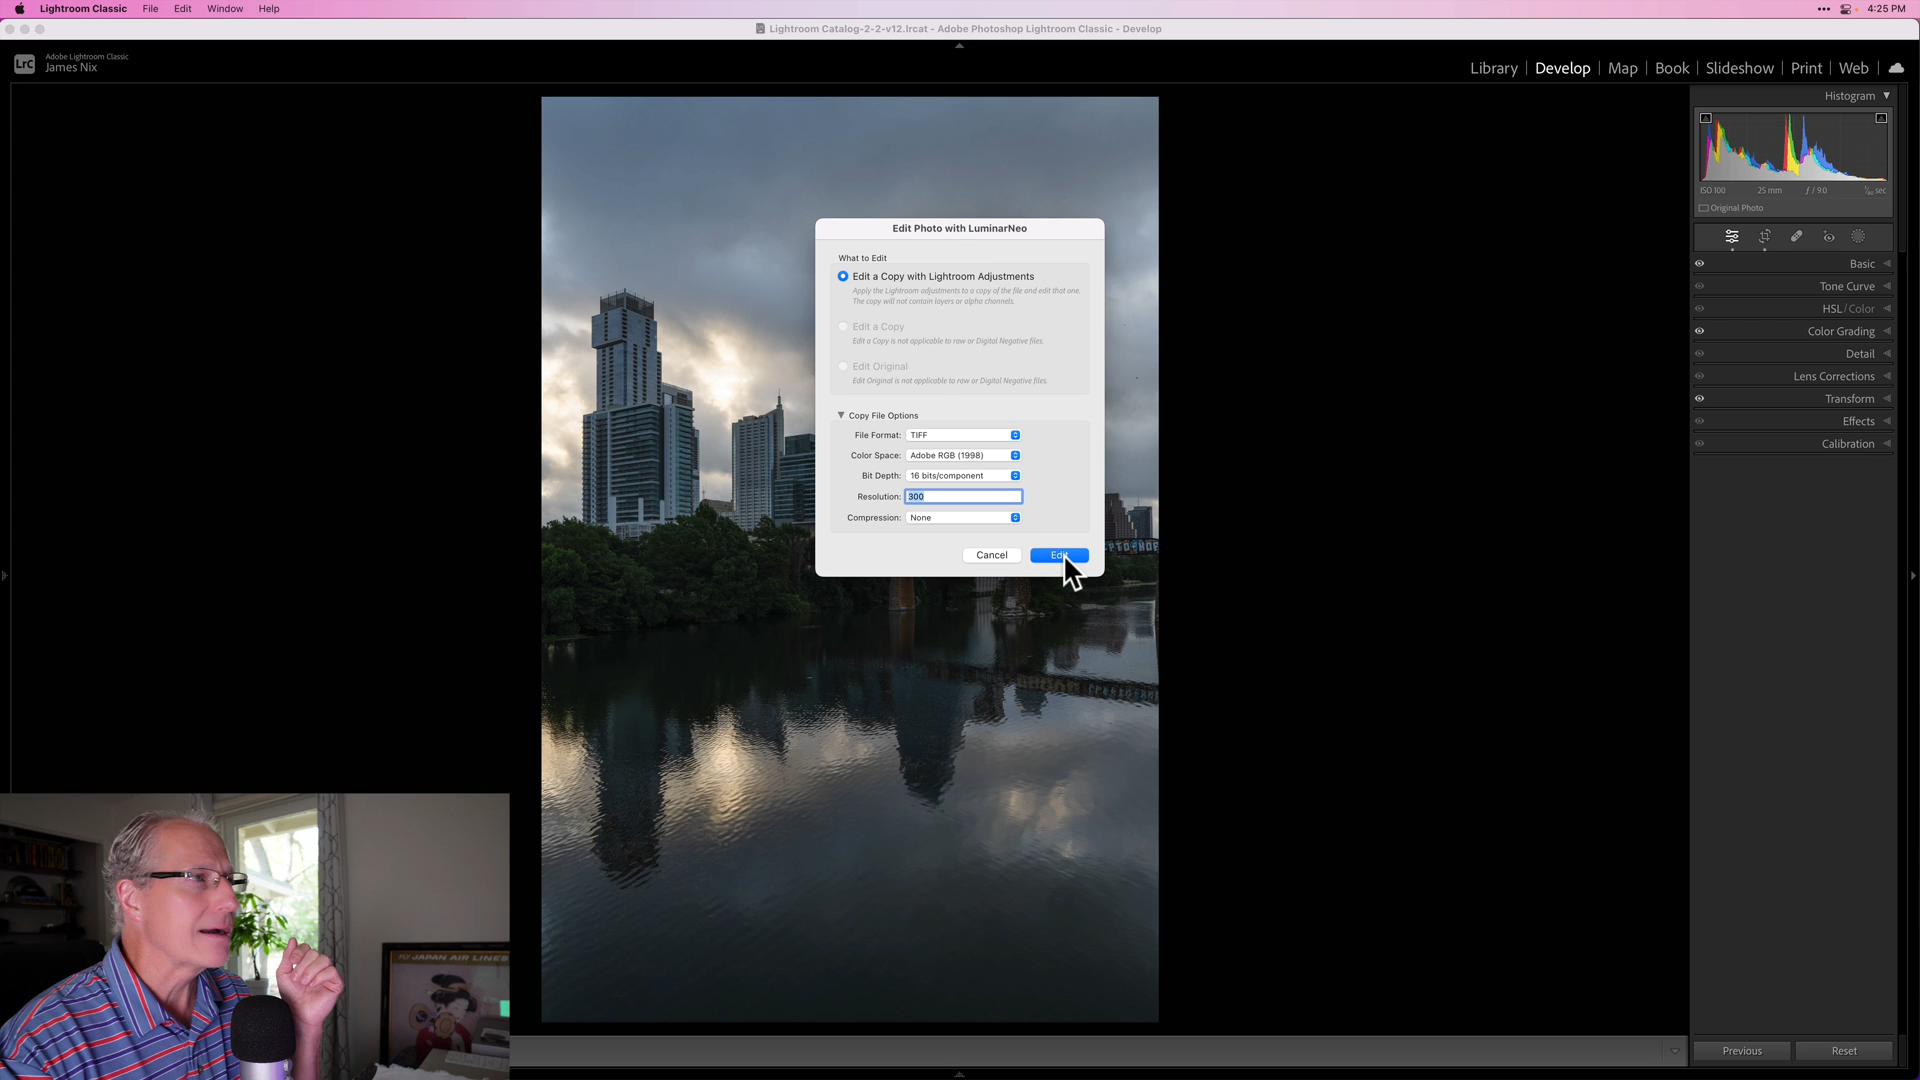 Lightroom Classic File Edit Window Help
4:25 PM
Lightroom Catalog-2-2-v12.lrcat - Adobe Photoshop Lightroom Classic - Develop
LrC
Adobe Lightroom Classic
James Nix
Library | Develop | Map | Book | Slideshow | Print | Web |
Histogram
ISO 100 25 mm ƒ / 9.0
Original Photo
Basic
Tone Curve
HSL / Color
Color Grading
Detail
Lens Corrections
Transform
Effects
Calibration
Edit Photo with LuminarNeo
What to Edit
Edit a Copy with Lightroom Adjustments
Apply the Lightroom adjustments to a copy of the file and edit that one.
The copy will not contain layers or alpha channels.
Edit a Copy
Edit a Copy is not applicable to raw or Digital Negative files.
Edit Original
Edit Original is not applicable to raw or Digital Negative files.
Copy File Options
File Format: TIFF
Color Space: Adobe RGB (1998)
Bit Depth: 16 bits/component
Resolution: 300
Compression: None
Cancel
Edit
JAPAN AIR LINES
Previous
Reset